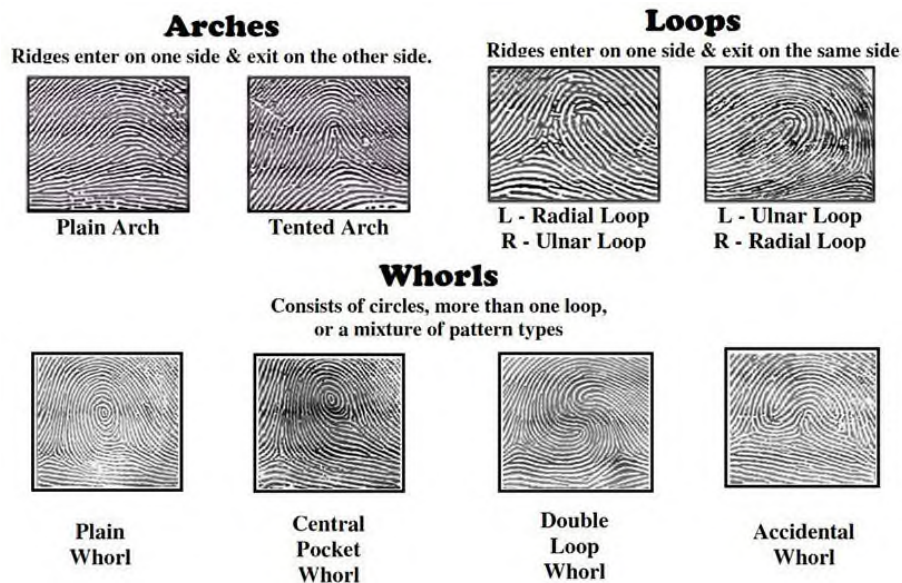 Arches
Ridges enter on one side & exit on the other side.
Plain Arch
Tented Arch
Loops
Ridges enter on one side & exit on the same side
L - Radial Loop
R - Ulnar Loop
L - Ulnar Loop
R - Radial Loop
Whorls
Consists of circles, more than one loop,
or a mixture of pattern types
Plain
Whorl
Central
Pocket
Whorl
Double
Loop
Whorl
Accidental
Whorl